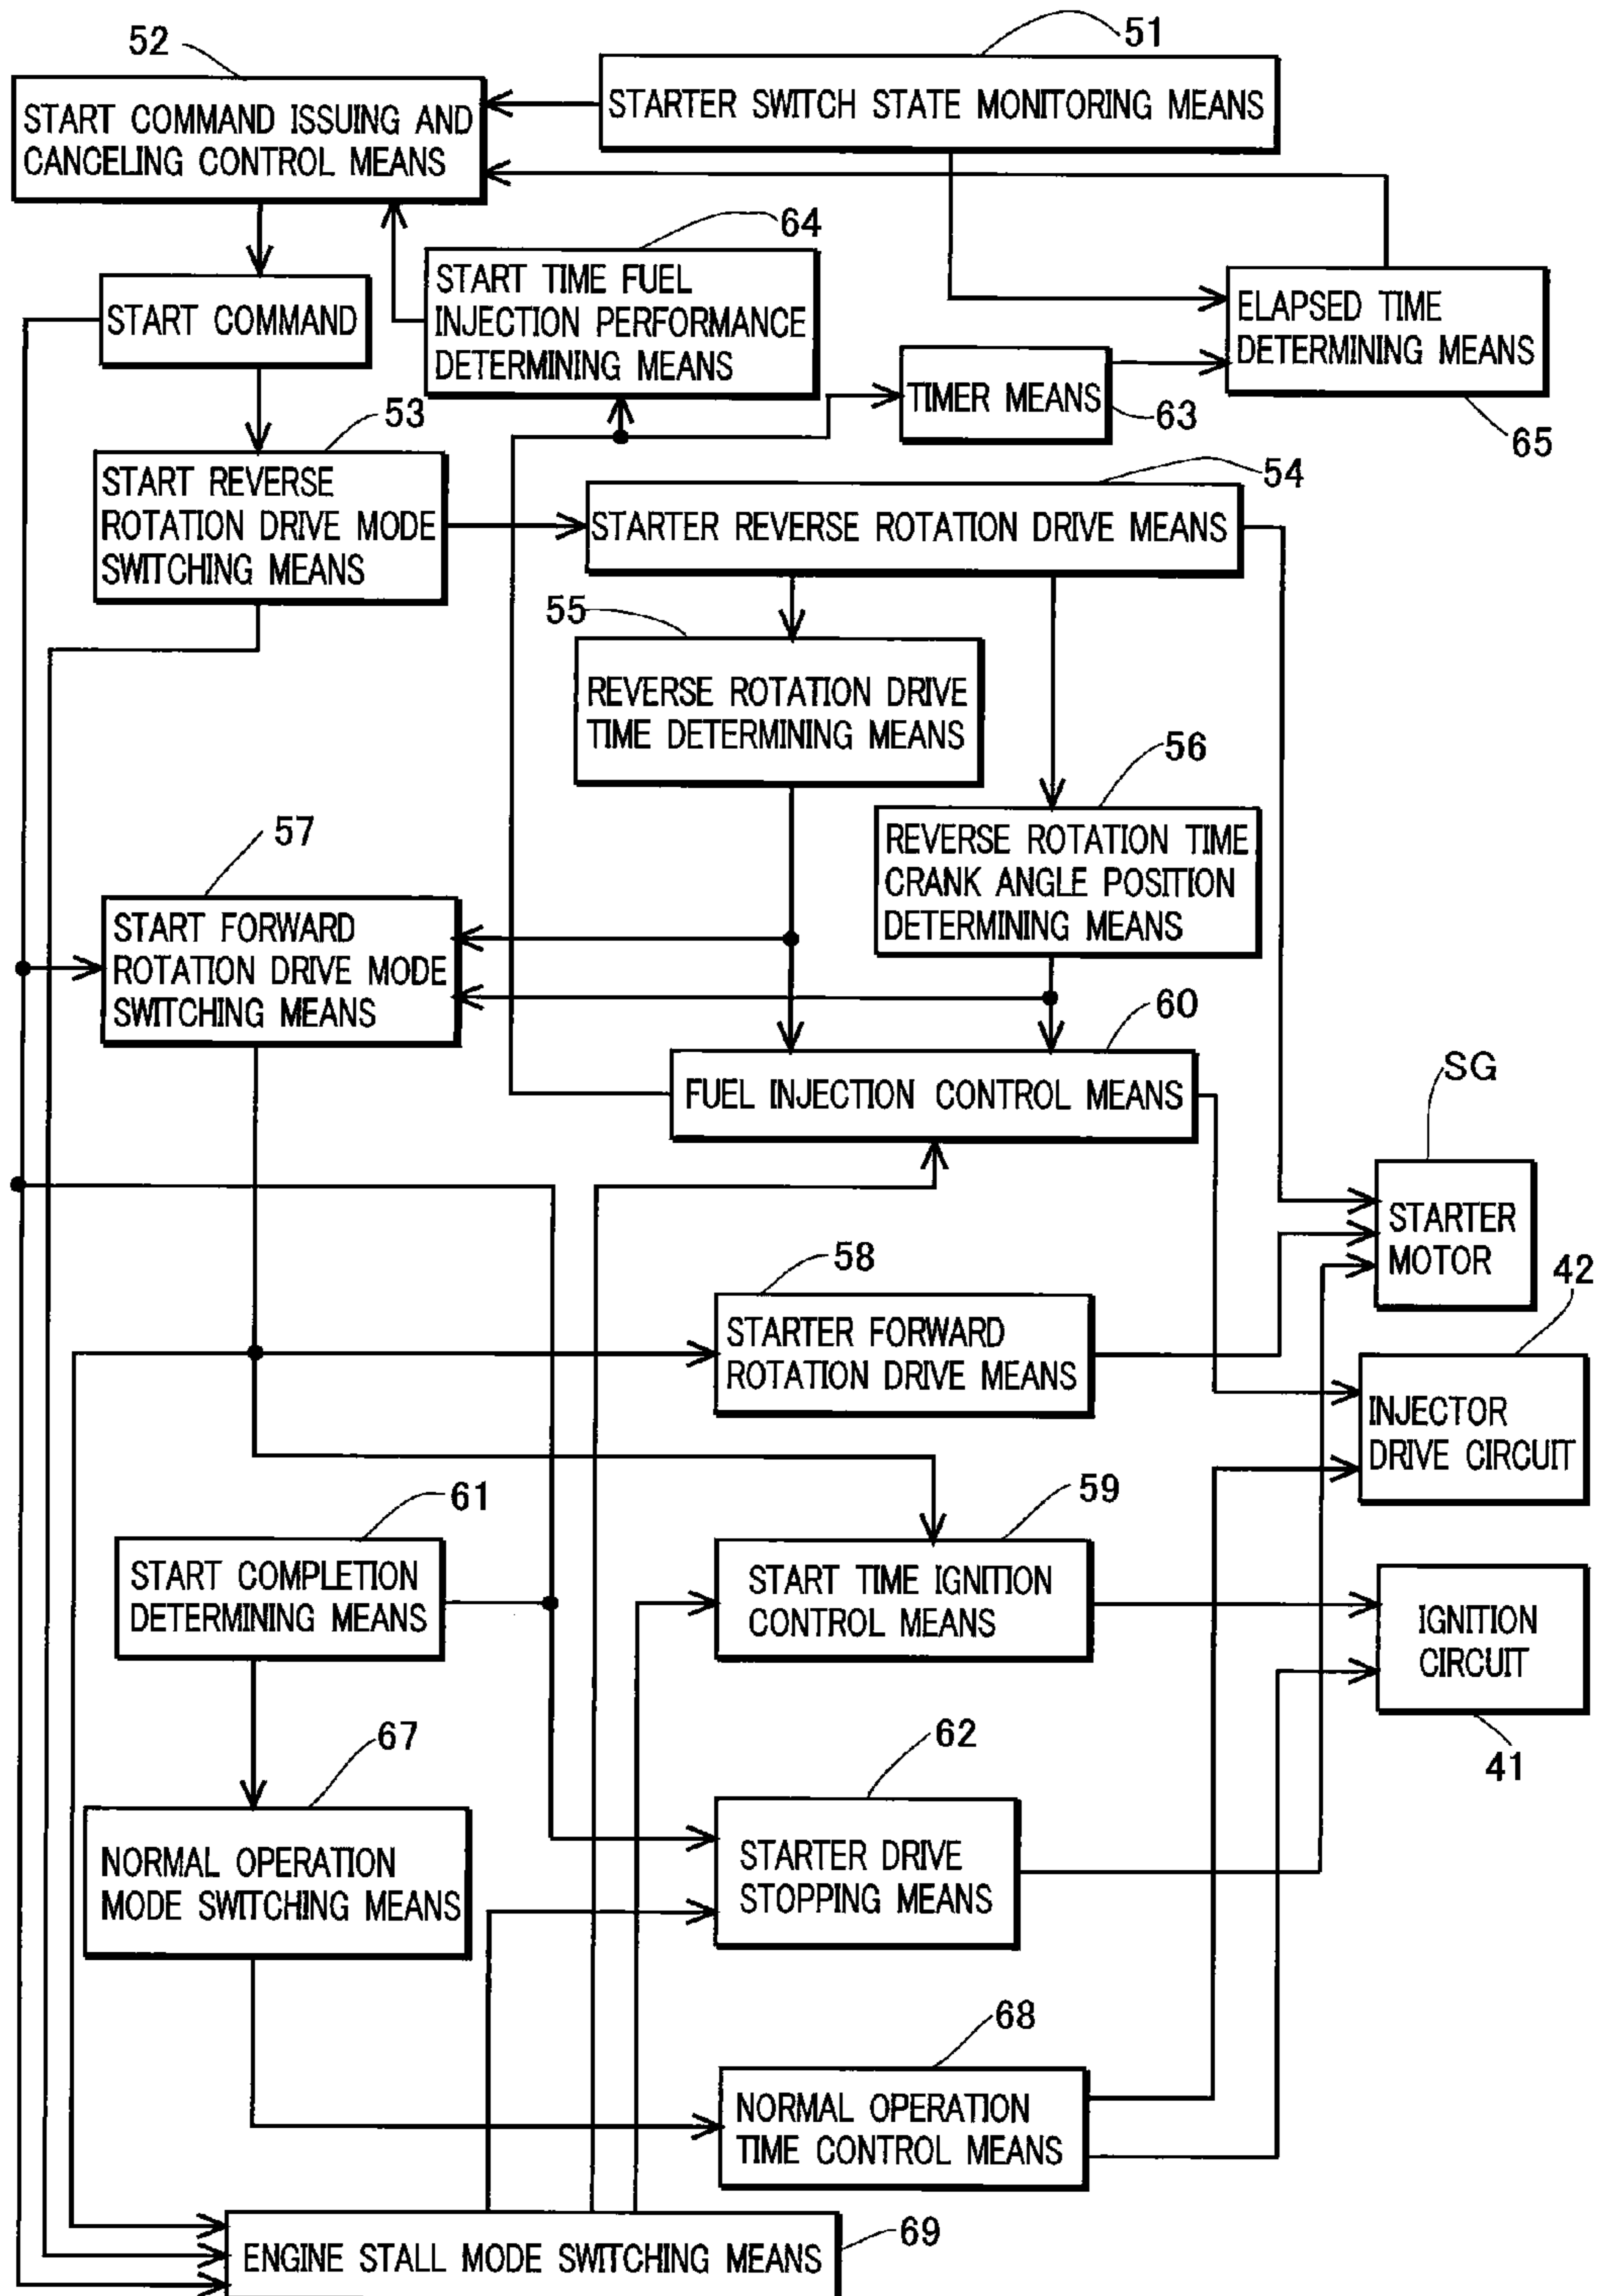 52
51
START COMMAND ISSUING AND
CANCELING CONTROL MEANS
STARTER SWITCH STATE MONITORING MEANS
64
START TIME FUEL
INJECTION PERFORMANCE
DETERMINING MEANS
START COMMAND
ELAPSED TIME
DETERMINING MEANS
TIMER MEANS
63
65
53
START REVERSE
ROTATION DRIVE MODE
SWITCHING MEANS
54
STARTER REVERSE ROTATION DRIVE MEANS
55
REVERSE ROTATION DRIVE
TIME DETERMINING MEANS
56
REVERSE ROTATION TIME
CRANK ANGLE POSITION
DETERMINING MEANS
57
START FORWARD
ROTATION DRIVE MODE
SWITCHING MEANS
60
FUEL INJECTION CONTROL MEANS
SG
STARTER
MOTOR
58
STARTER FORWARD
ROTATION DRIVE MEANS
42
INJECTOR
DRIVE CIRCUIT
61
START COMPLETION
DETERMINING MEANS
59
START TIME IGNITION
CONTROL MEANS
IGNITION
CIRCUIT
41
67
NORMAL OPERATION
MODE SWITCHING MEANS
62
STARTER DRIVE
STOPPING MEANS
68
NORMAL OPERATION
TIME CONTROL MEANS
ENGINE STALL MODE SWITCHING MEANS
69